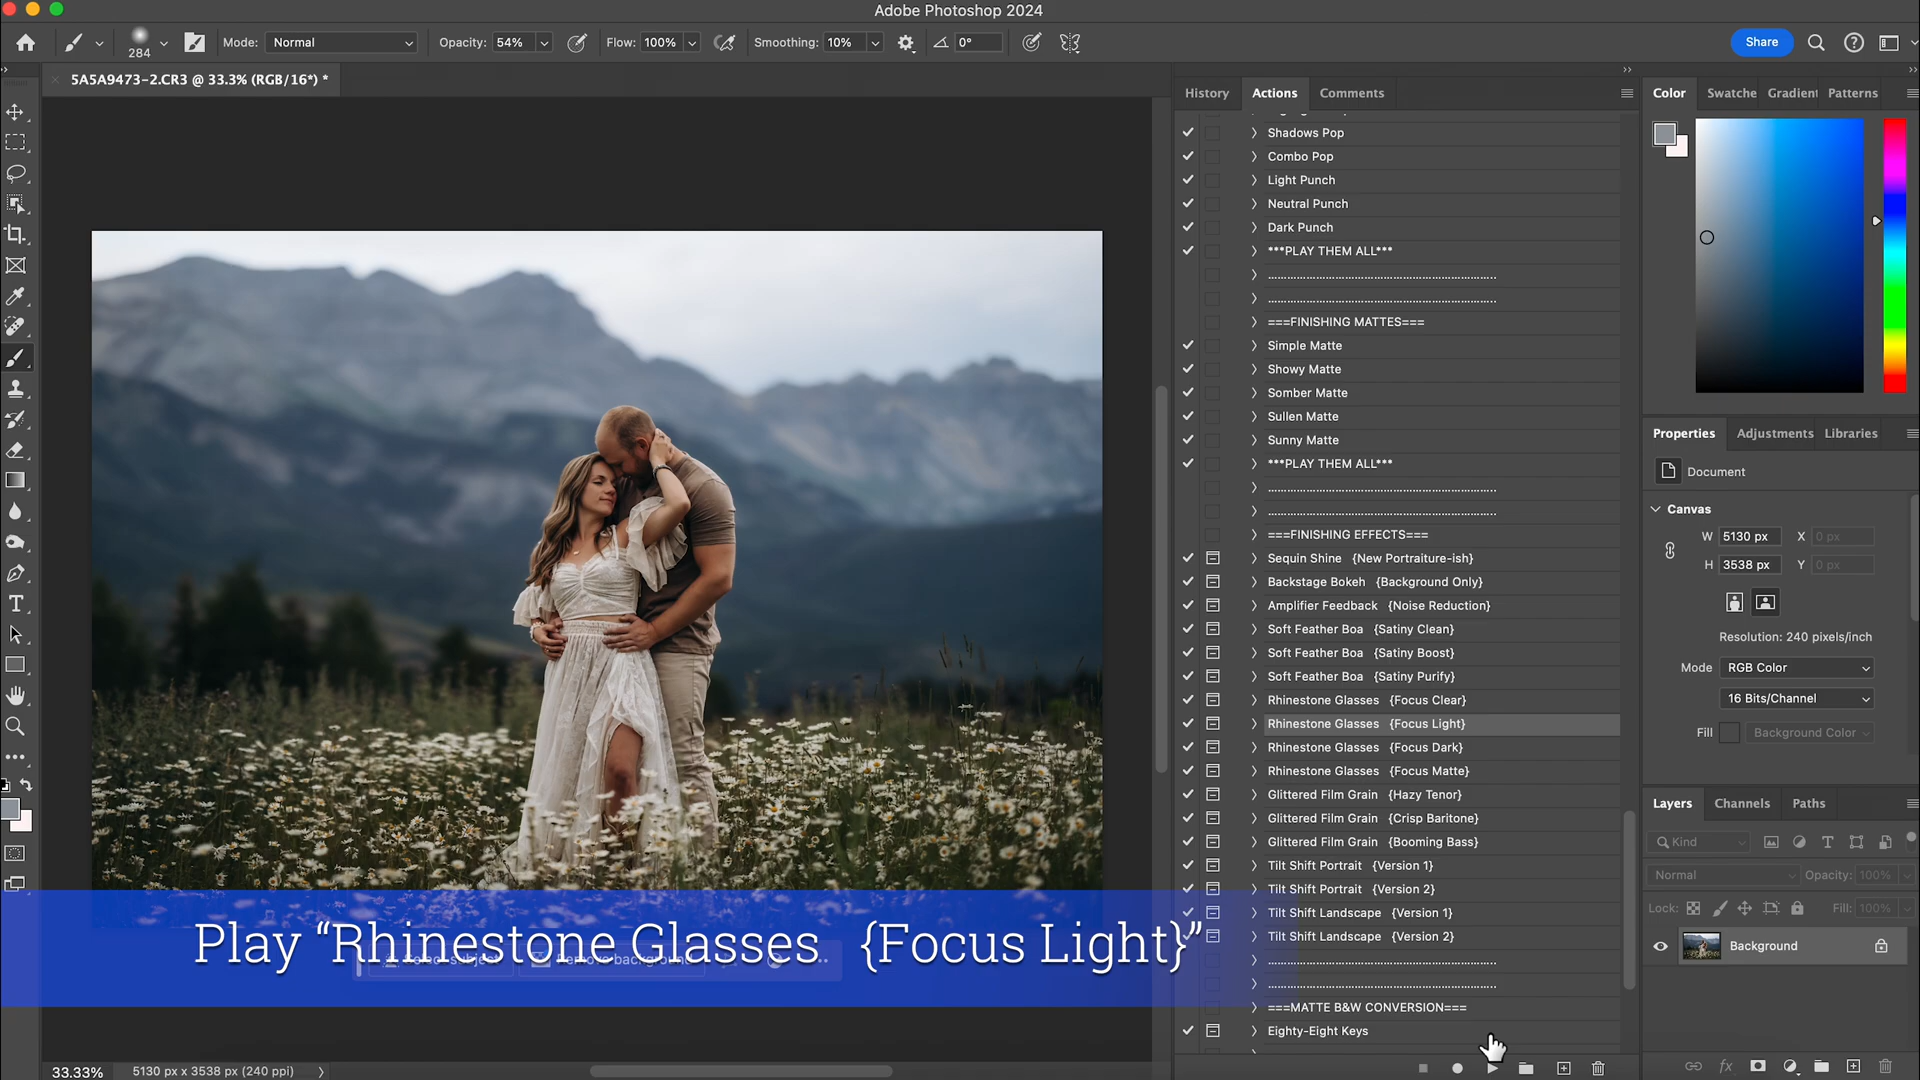 Adobe Photoshop 2024
284
Mode: Normal
Opacity: 54%
Flow: 100%
Smoothing: 10%
0°
Share
5A5A9473-2.CR3 @ 33.3% (RGB/16*) *
History
Actions
Comments
Shadows Pop
Combo Pop
Light Punch
Neutral Punch
Dark Punch
***PLAY THEM ALL***
===FINISHING MATTES===
Simple Matte
Showy Matte
Somber Matte
Sullen Matte
Sunny Matte
***PLAY THEM ALL***
===FINISHING EFFECTS===
Sequin Shine {New Portraiture-ish}
Backstage Bokeh {Background Only}
Amplifier Feedback {Noise Reduction}
Soft Feather Boa {Satiny Clean}
Soft Feather Boa {Satiny Boost}
Soft Feather Boa {Satiny Purify}
Rhinestone Glasses {Focus Clear}
Rhinestone Glasses {Focus Light}
Rhinestone Glasses {Focus Dark}
Rhinestone Glasses {Focus Matte}
Glittered Film Grain {Hazy Tenor}
Glittered Film Grain {Crisp Baritone}
Glittered Film Grain {Booming Bass}
Tilt Shift Portrait {Version 1}
Tilt Shift Portrait {Version 2}
Tilt Shift Landscape {Version 1}
Tilt Shift Landscape {Version 2}
===MATTE B&W CONVERSION===
Eighty-Eight Keys
Color
Swatche
Gradient
Patterns
Properties
Adjustments
Libraries
Document
Canvas
W 5130 px X 0 px
H 3538 px Y 0 px
Resolution: 240 pixels/inch
Mode RGB Color
16 Bits/Channel
Fill Background Color
Layers
Channels
Paths
Kind
Normal
Opacity: 100%
Lock:
Fill: 100%
Background
Play “Rhinestone Glasses {Focus Light}”
Remove background
33.33%
5130 px x 3538 px (240 ppi)